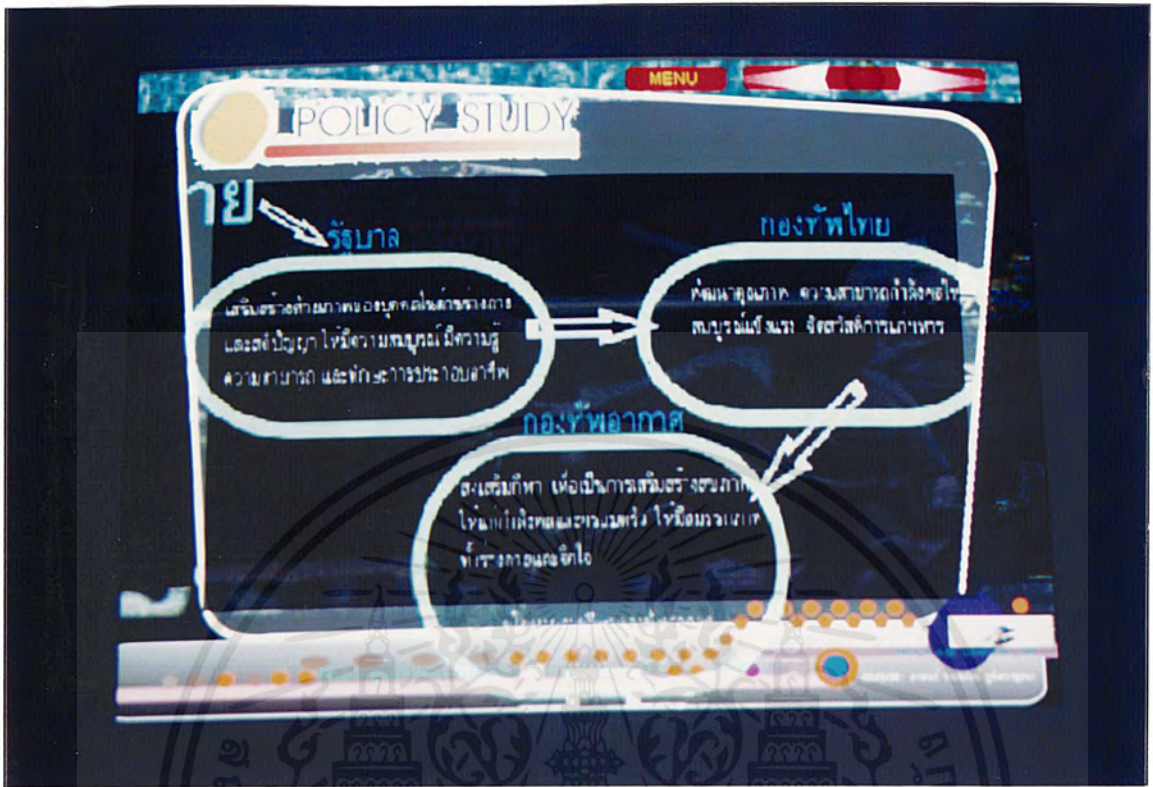 MENU
POLICY STUDY
าย
รัฐบาล
เสริมสร้างศักยภาพของบุคคลในด้านร่างกาย
และสติปัญญา ให้มีความสมบูรณ์ มีความรู้
ความสามารถ และทักษะการประกอบอาชีพ
กองทัพไทย
พัฒนาคุณภาพ ความสามารถกำลังพลให้
สมบูรณ์แข็งแรง จัดสวัสดิการแก่ทหาร
กองทัพอากาศ
ส่งเสริมกีฬา เพื่อเป็นการเสริมสร้างสุขภาพ
ให้แก่กำลังพลและครอบครัว ให้มีสมรรถภาพ
ทั้งร่างกายและจิตใจ